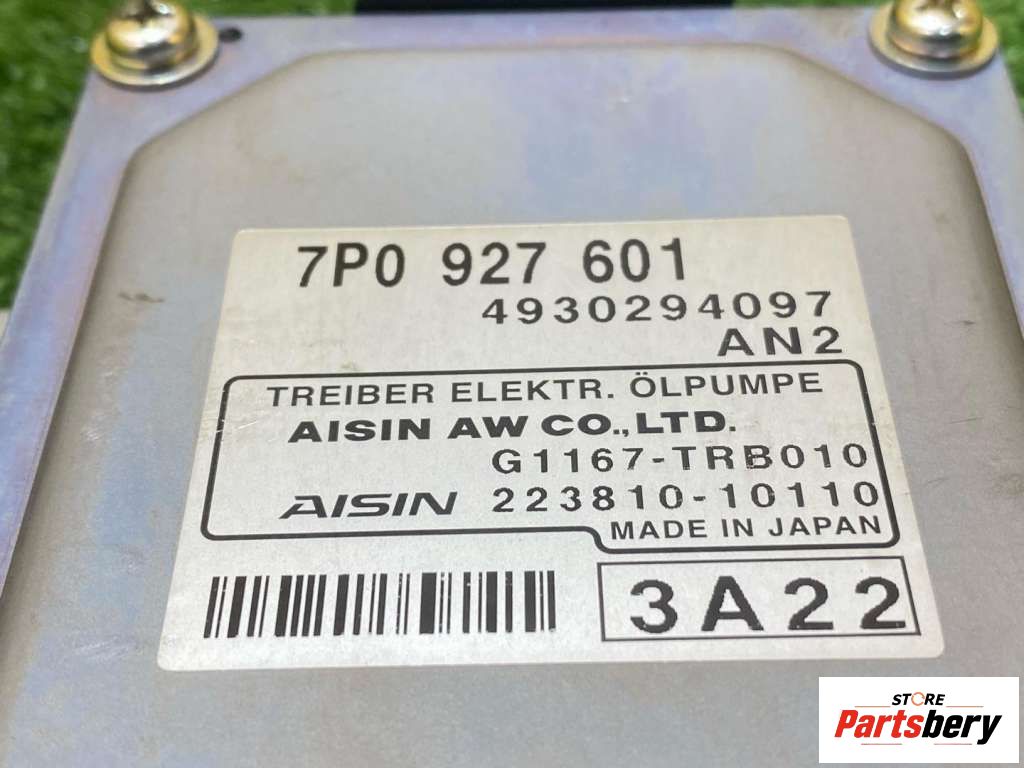 7P0 927 601
4930294097
AN2
TREIBER ELEKTR. ÖLPUMPE
AISIN AW CO.,LTD.
G1167-TRB010
AISIN 223810-10110
MADE IN JAPAN
3A22
STORE
Partsbery